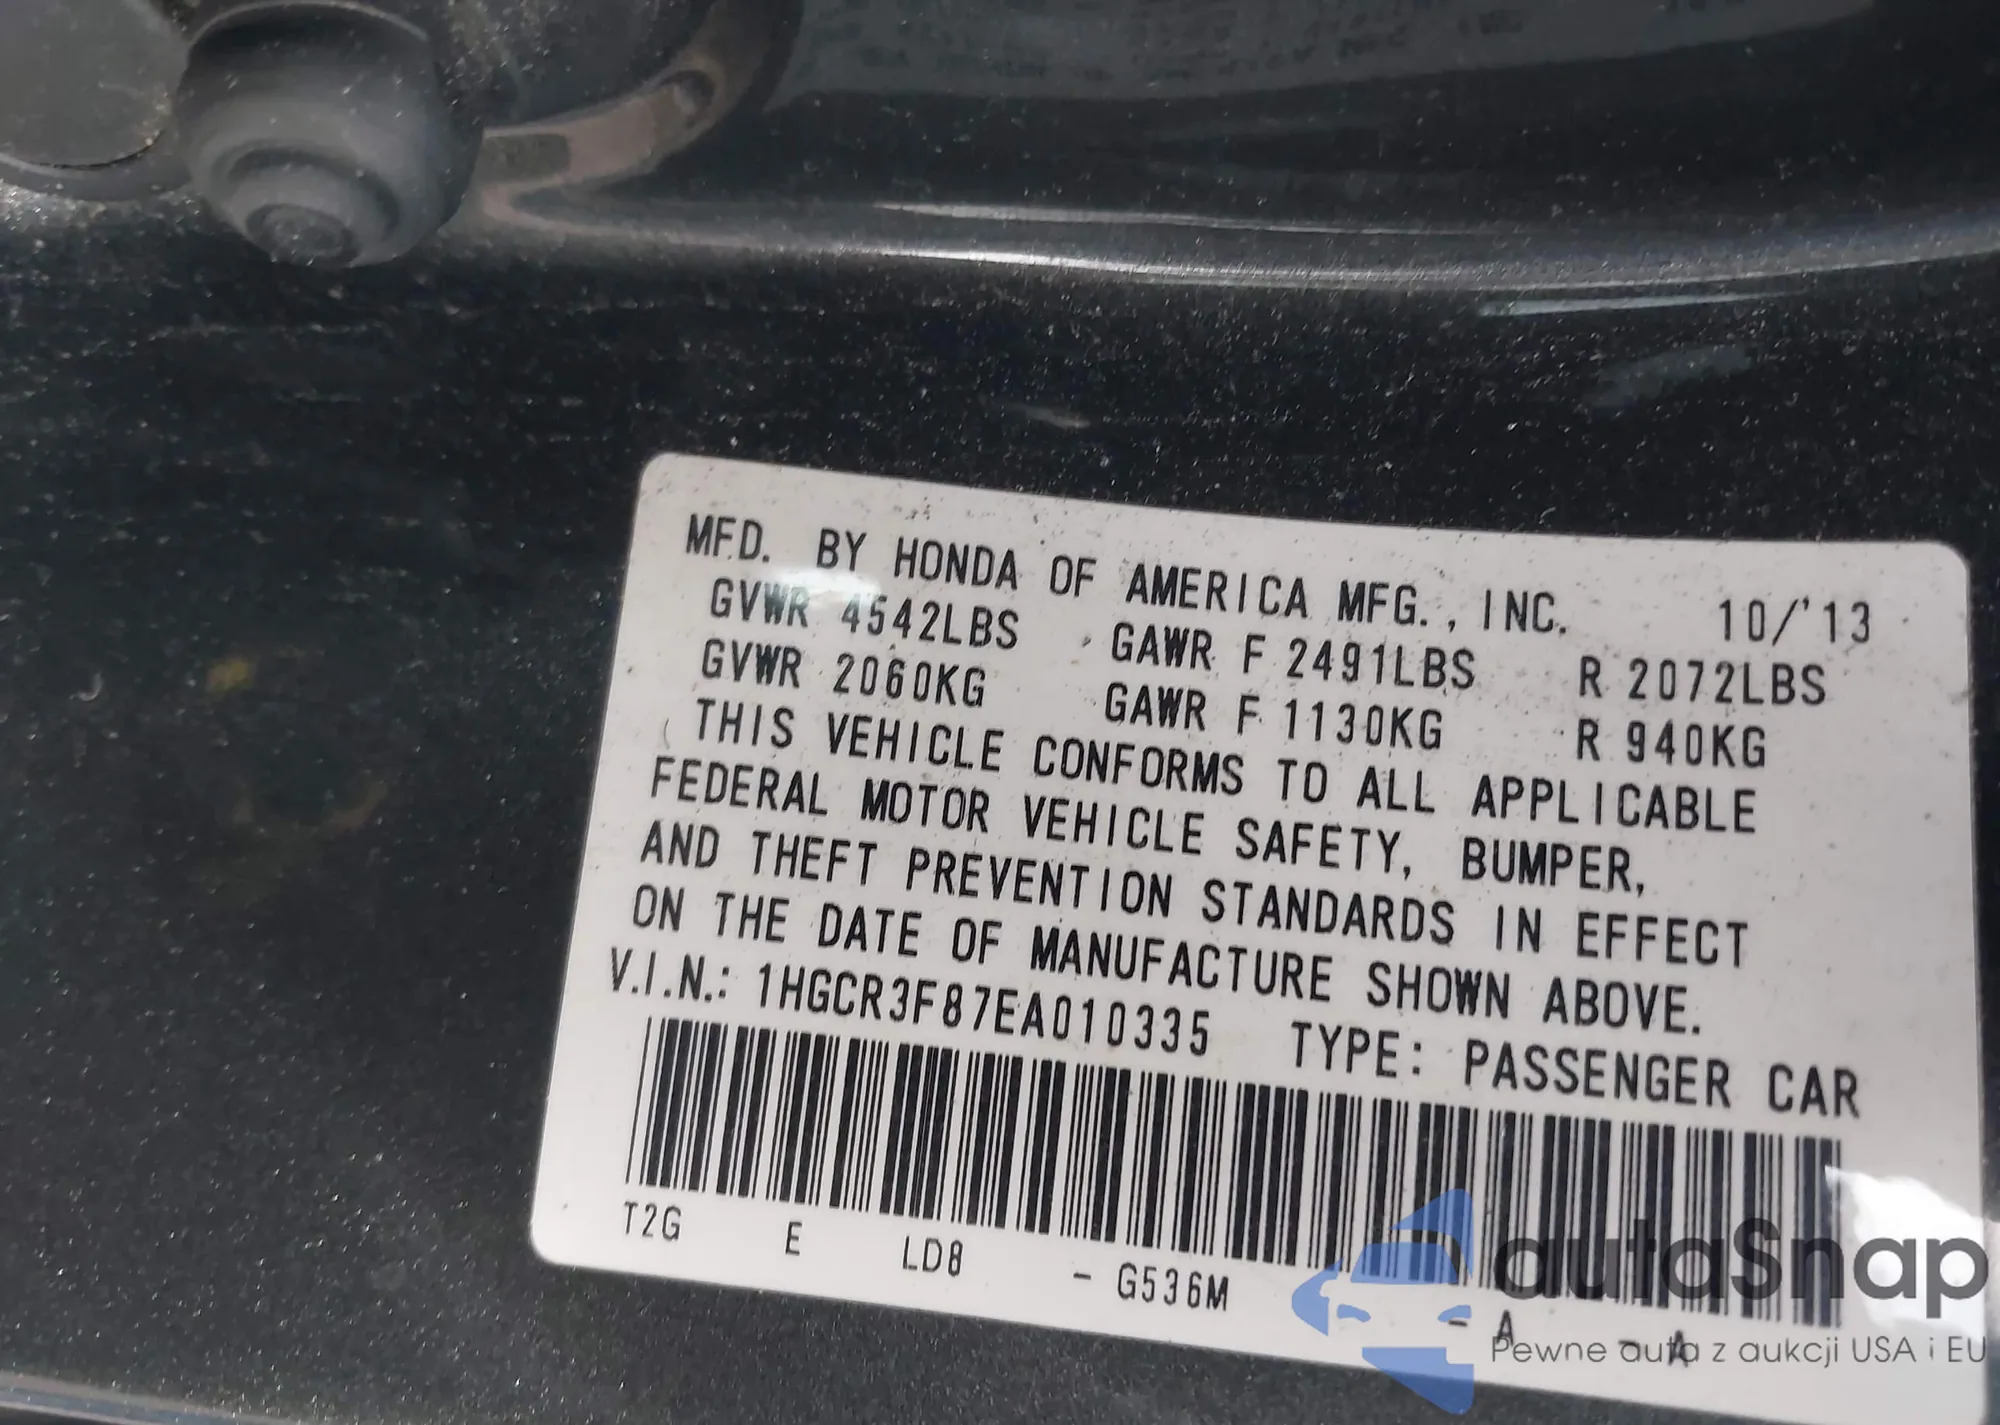 MFD. BY HONDA OF AMERICA MFG., INC. 10/'13
GVWR 4542LBS GAWR F 2491LBS R 2072LBS
GVWR 2060KG GAWR F 1130KG R 940KG
THIS VEHICLE CONFORMS TO ALL APPLICABLE
FEDERAL MOTOR VEHICLE SAFETY, BUMPER,
AND THEFT PREVENTION STANDARDS IN EFFECT
ON THE DATE OF MANUFACTURE SHOWN ABOVE.
V.I.N.: 1HGCR3F87EA010335 TYPE: PASSENGER CAR
T2G E LD8 - G536M - A - A
autaSnap
Pewne auta z aukcji USA i EU